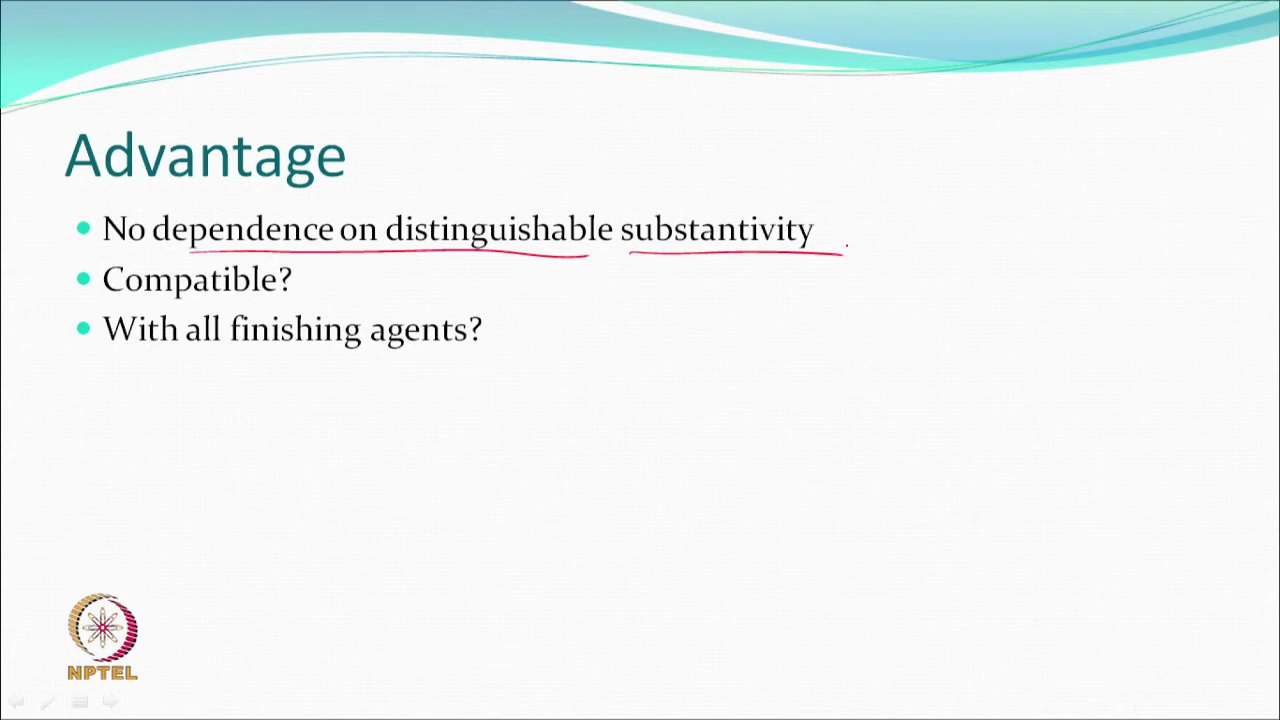 Advantage
No dependence on distinguishable substantivity
Compatible?
With all finishing agents?
NPTEL